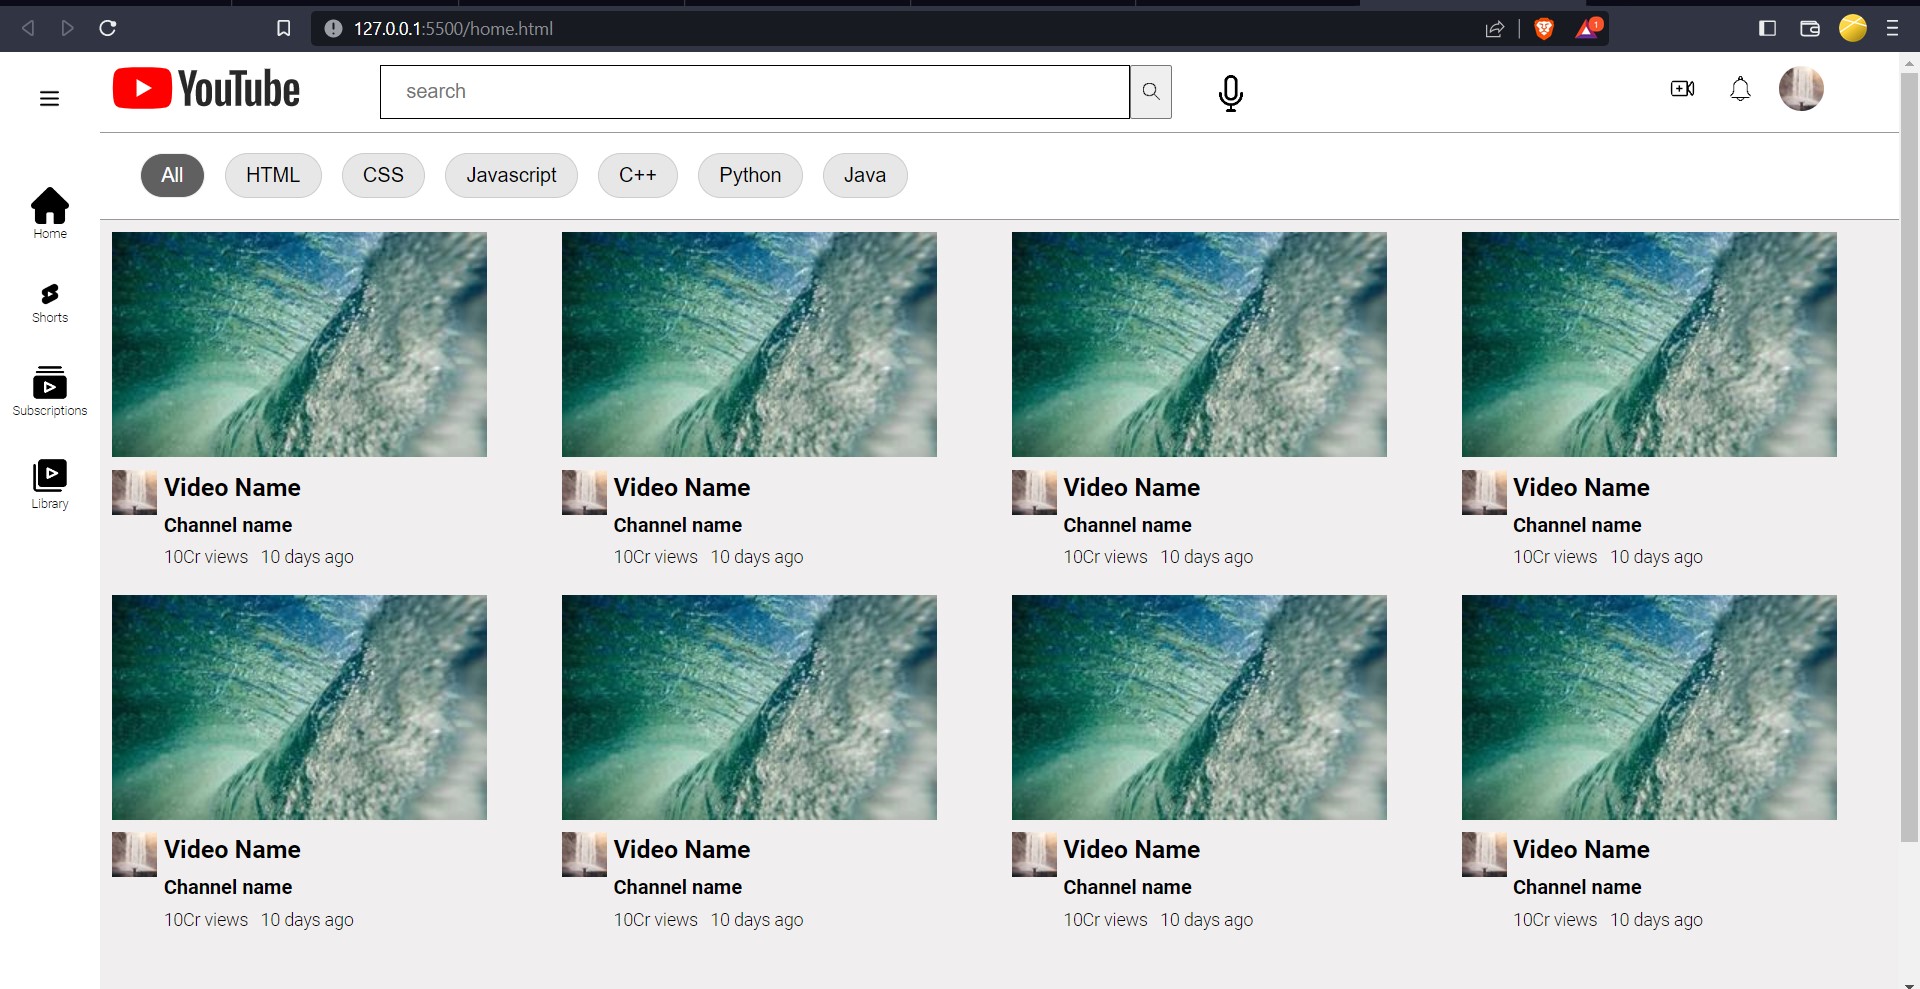 127.0.0.1:5500/home.html
1
YouTube
search
All HTML CSS Javascript C++ Python Java
Home
Shorts
Subscriptions
Library
Video Name Video Name Video Name Video Name
Channel name Channel name Channel name Channel name
10Cr views 10 days ago 10Cr views 10 days ago 10Cr views 10 days ago 10Cr views 10 days ago
Video Name Video Name Video Name Video Name
Channel name Channel name Channel name Channel name
10Cr views 10 days ago 10Cr views 10 days ago 10Cr views 10 days ago 10Cr views 10 days ago